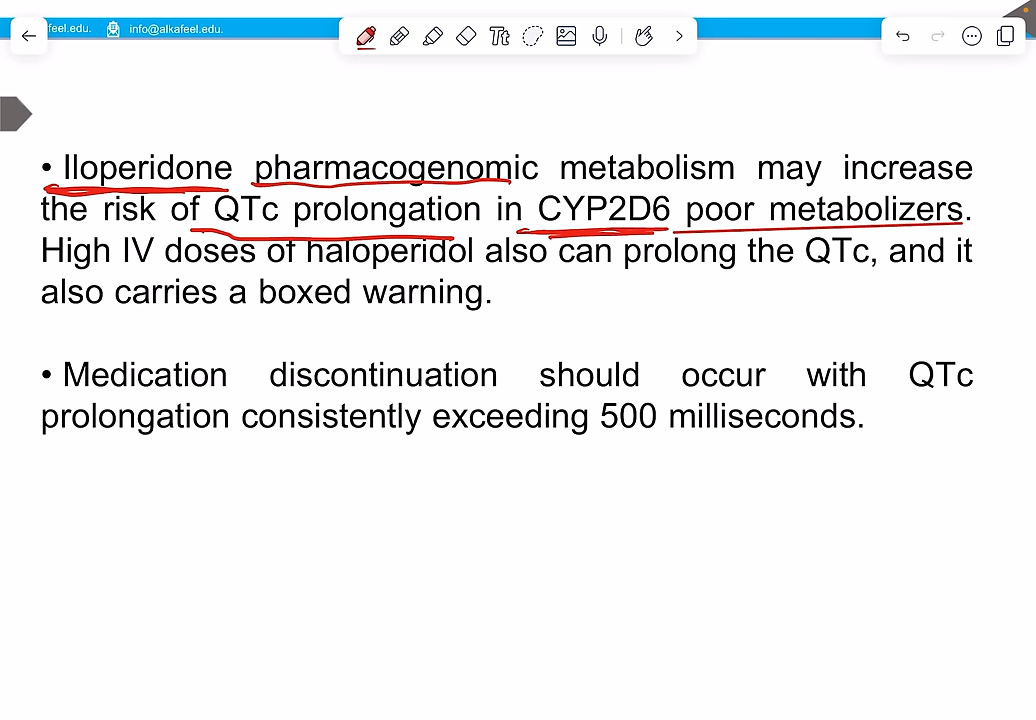 feel.edu. info@alkafeel.edu.
Tt
• Iloperidone pharmacogenomic metabolism may increase
the risk of QTc prolongation in CYP2D6 poor metabolizers.
High IV doses of haloperidol also can prolong the QTc, and it
also carries a boxed warning.
• Medication discontinuation should occur with QTc
prolongation consistently exceeding 500 milliseconds.